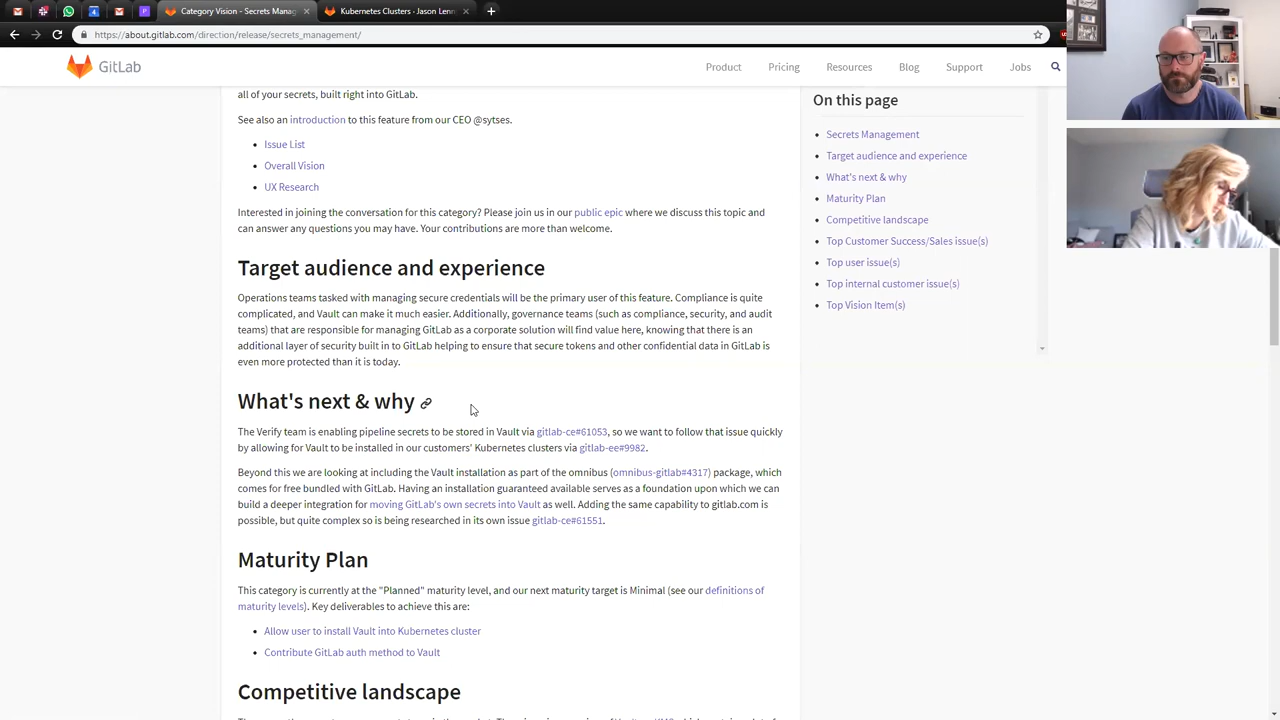 Category Vision - Secrets Manag
Kubernetes Clusters · Jason Lenn
https://about.gitlab.com/direction/release/secrets_management/
GitLab
Product
Pricing
Resources
Blog
Support
Jobs
all of your secrets, built right into GitLab.
See also an introduction to this feature from our CEO @sytses.
Issue List
Overall Vision
UX Research
Interested in joining the conversation for this category? Please join us in our public epic where we discuss this topic and
can answer any questions you may have. Your contributions are more than welcome.
Target audience and experience
Operations teams tasked with managing secure credentials will be the primary user of this feature. Compliance is quite
complicated, and Vault can make it much easier. Additionally, governance teams (such as compliance, security, and audit
teams) that are responsible for managing GitLab as a corporate solution will find value here, knowing that there is an
additional layer of security built in to GitLab helping to ensure that secure tokens and other confidential data in GitLab is
even more protected than it is today.
What's next & why
The Verify team is enabling pipeline secrets to be stored in Vault via gitlab-ce#61053, so we want to follow that issue quickly
by allowing for Vault to be installed in our customers' Kubernetes clusters via gitlab-ee#9982.
Beyond this we are looking at including the Vault installation as part of the omnibus (omnibus-gitlab#4317) package, which
comes for free bundled with GitLab. Having an installation guaranteed available serves as a foundation upon which we can
build a deeper integration for moving GitLab's own secrets into Vault as well. Adding the same capability to gitlab.com is
possible, but quite complex so is being researched in its own issue gitlab-ce#61551.
Maturity Plan
This category is currently at the "Planned" maturity level, and our next maturity target is Minimal (see our definitions of
maturity levels). Key deliverables to achieve this are:
Allow user to install Vault into Kubernetes cluster
Contribute GitLab auth method to Vault
Competitive landscape
On this page
Secrets Management
Target audience and experience
What's next & why
Maturity Plan
Competitive landscape
Top Customer Success/Sales issue(s)
Top user issue(s)
Top internal customer issue(s)
Top Vision Item(s)